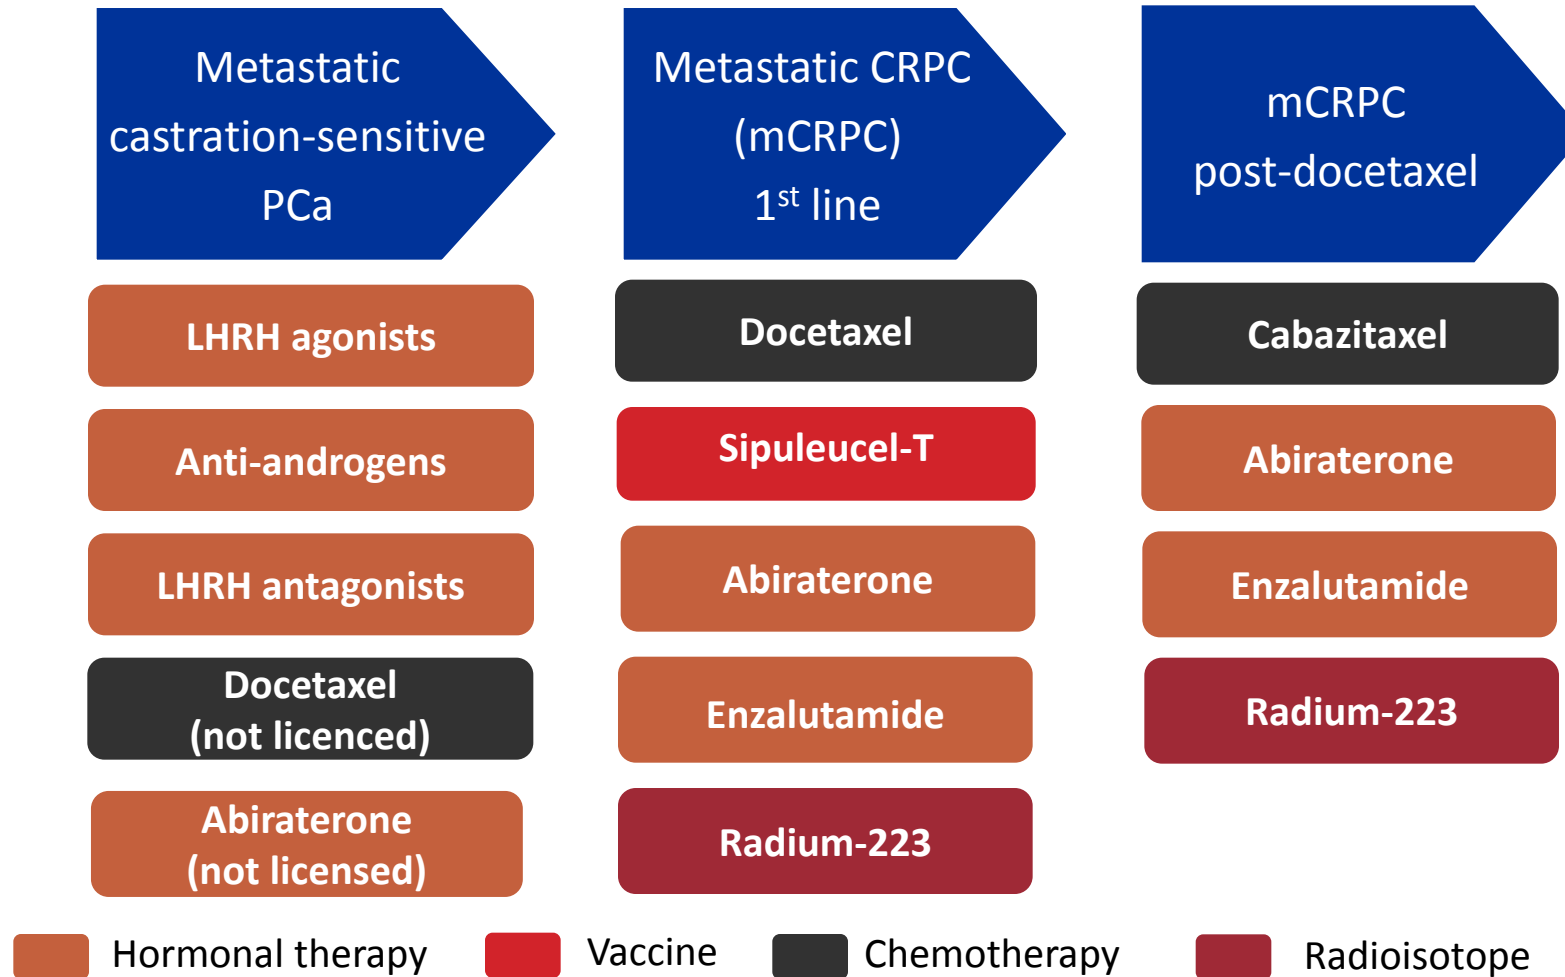 Metastatic
castration-sensitive
PCa
LHRH agonists
Anti-androgens
LHRH antagonists
Docetaxel
(not licenced)
Abiraterone
(not licensed)
Metastatic CRPC
(mCRPC)
1st line
Docetaxel
Sipuleucel-T
Abiraterone
Enzalutamide
Radium-223
mCRPC
post-docetaxel
Cabazitaxel
Abiraterone
Enzalutamide
Radium-223
Hormonal therapy
Vaccine
Chemotherapy
Radioisotope